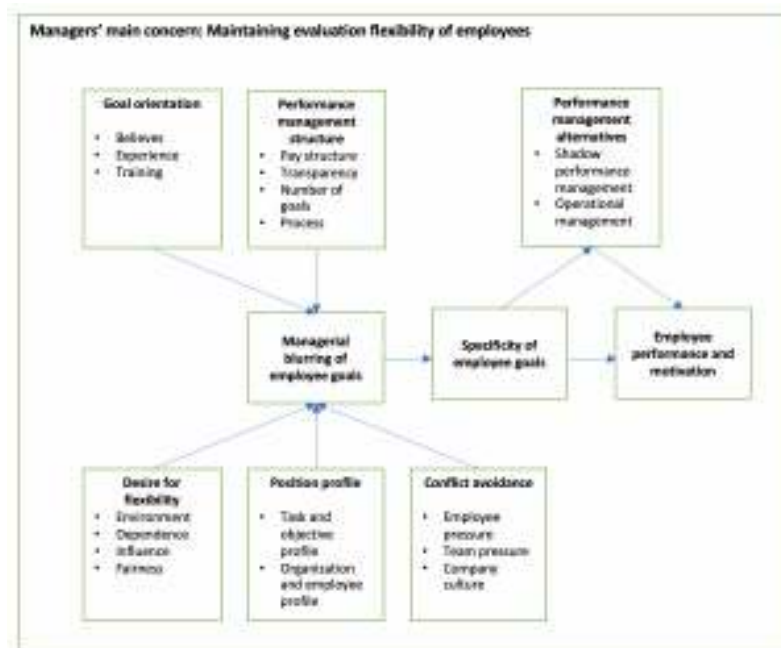 Managers' main concern: Maintaining evaluation flexibility of employees
Goal orientation
• Believes
• Experience
• Training
Performance
management
structure
• Pay structure
• Transparency
• Number of
goals
• Process
Performance
management
alternatives
• Shadow
performance
management
• Operational
management
Managerial
blurring of
employee goals
Specificity of
employee goals
Employee
performance and
motivation
Desire for
flexibility
• Environment
• Dependence
• Influence
• Fairness
Position profile
• Task and
objective
profile
• Organization
and employee
profile
Conflict avoidance
• Employee
pressure
• Team pressure
• Company
culture